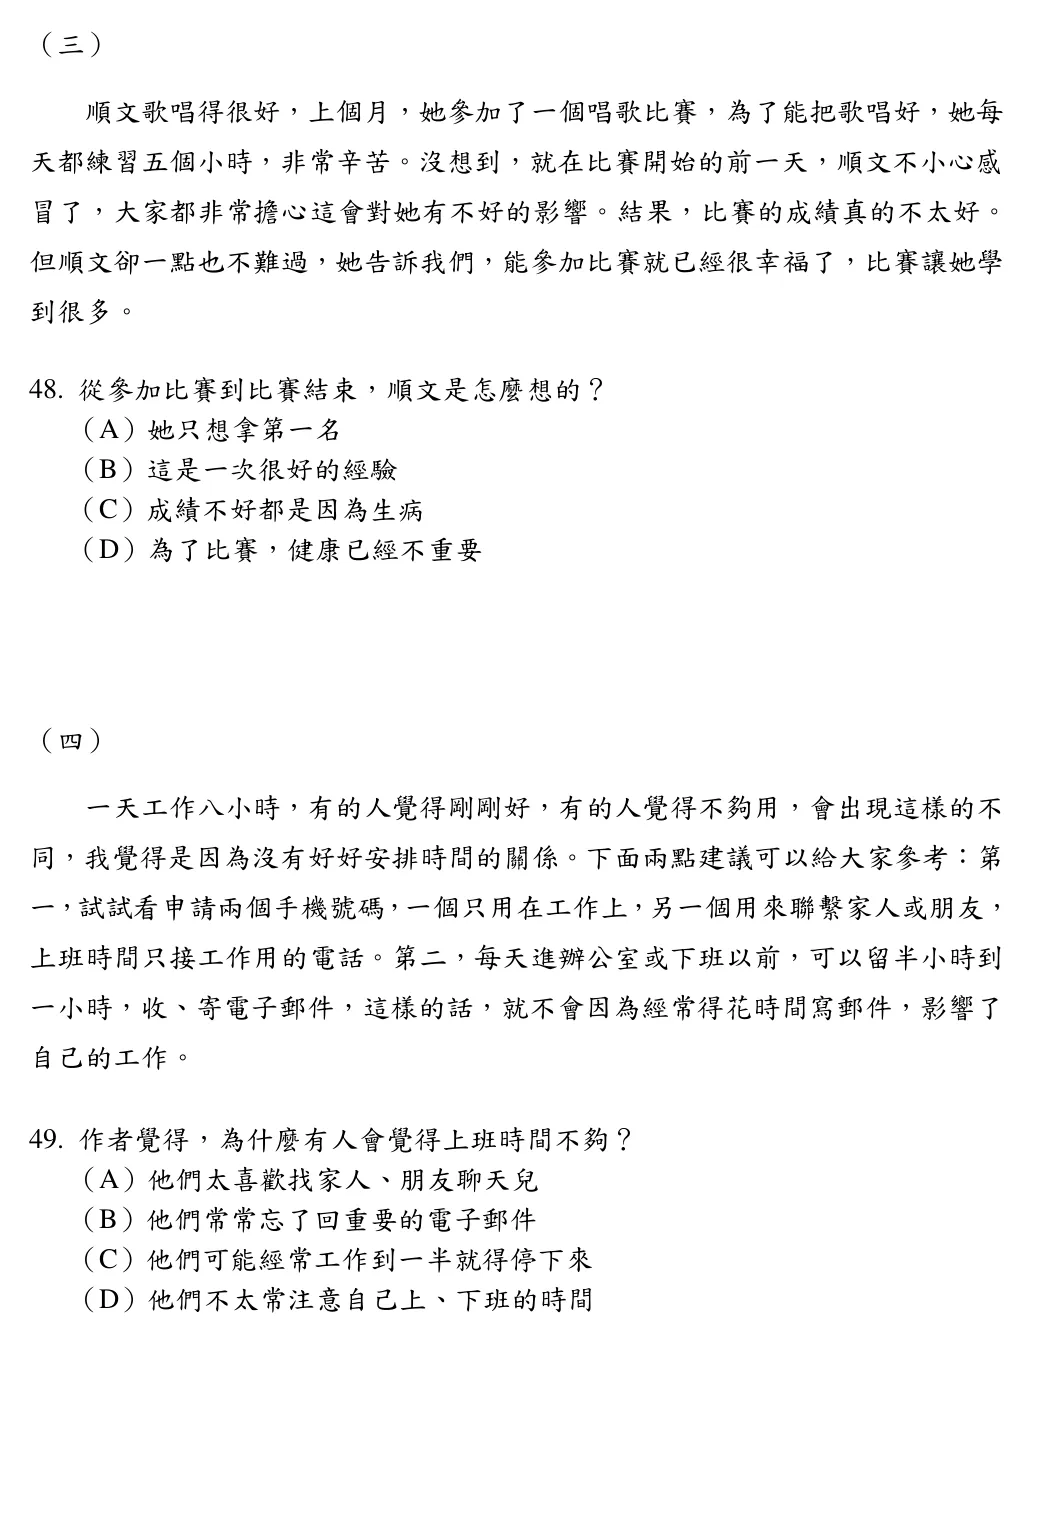 （三）
順文歌唱得很好，上個月，她參加了一個唱歌比賽，為了能把歌唱好，她每
天都練習五個小時，非常辛苦。沒想到，就在比賽開始的前一天，順文不小心感
冒了，大家都非常擔心這會對她有不好的影響。結果，比賽的成績真的不太好。
但順文卻一點也不難過，她告訴我們，能參加比賽就已經很幸福了，比賽讓她學
到很多。
48. 從參加比賽到比賽結束，順文是怎麼想的？
（A）她只想拿第一名
（B）這是一次很好的經驗
（C）成績不好都是因為生病
（D）為了比賽，健康已經不重要
（四）
一天工作八小時，有的人覺得剛剛好，有的人覺得不夠用，會出現這樣的不
同，我覺得是因為沒有好好安排時間的關係。下面兩點建議可以給大家參考：第
一，試試看申請兩個手機號碼，一個只用在工作上，另一個用來聯繫家人或朋友，
上班時間只接工作用的電話。第二，每天進辦公室或下班以前，可以留半小時到
一小時，收、寄電子郵件，這樣的話，就不會因為經常得花時間寫郵件，影響了
自己的工作。
49. 作者覺得，為什麼有人會覺得上班時間不夠？
（A）他們太喜歡找家人、朋友聊天兒
（B）他們常常忘了回重要的電子郵件
（C）他們可能經常工作到一半就得停下來
（D）他們不太常注意自己上、下班的時間